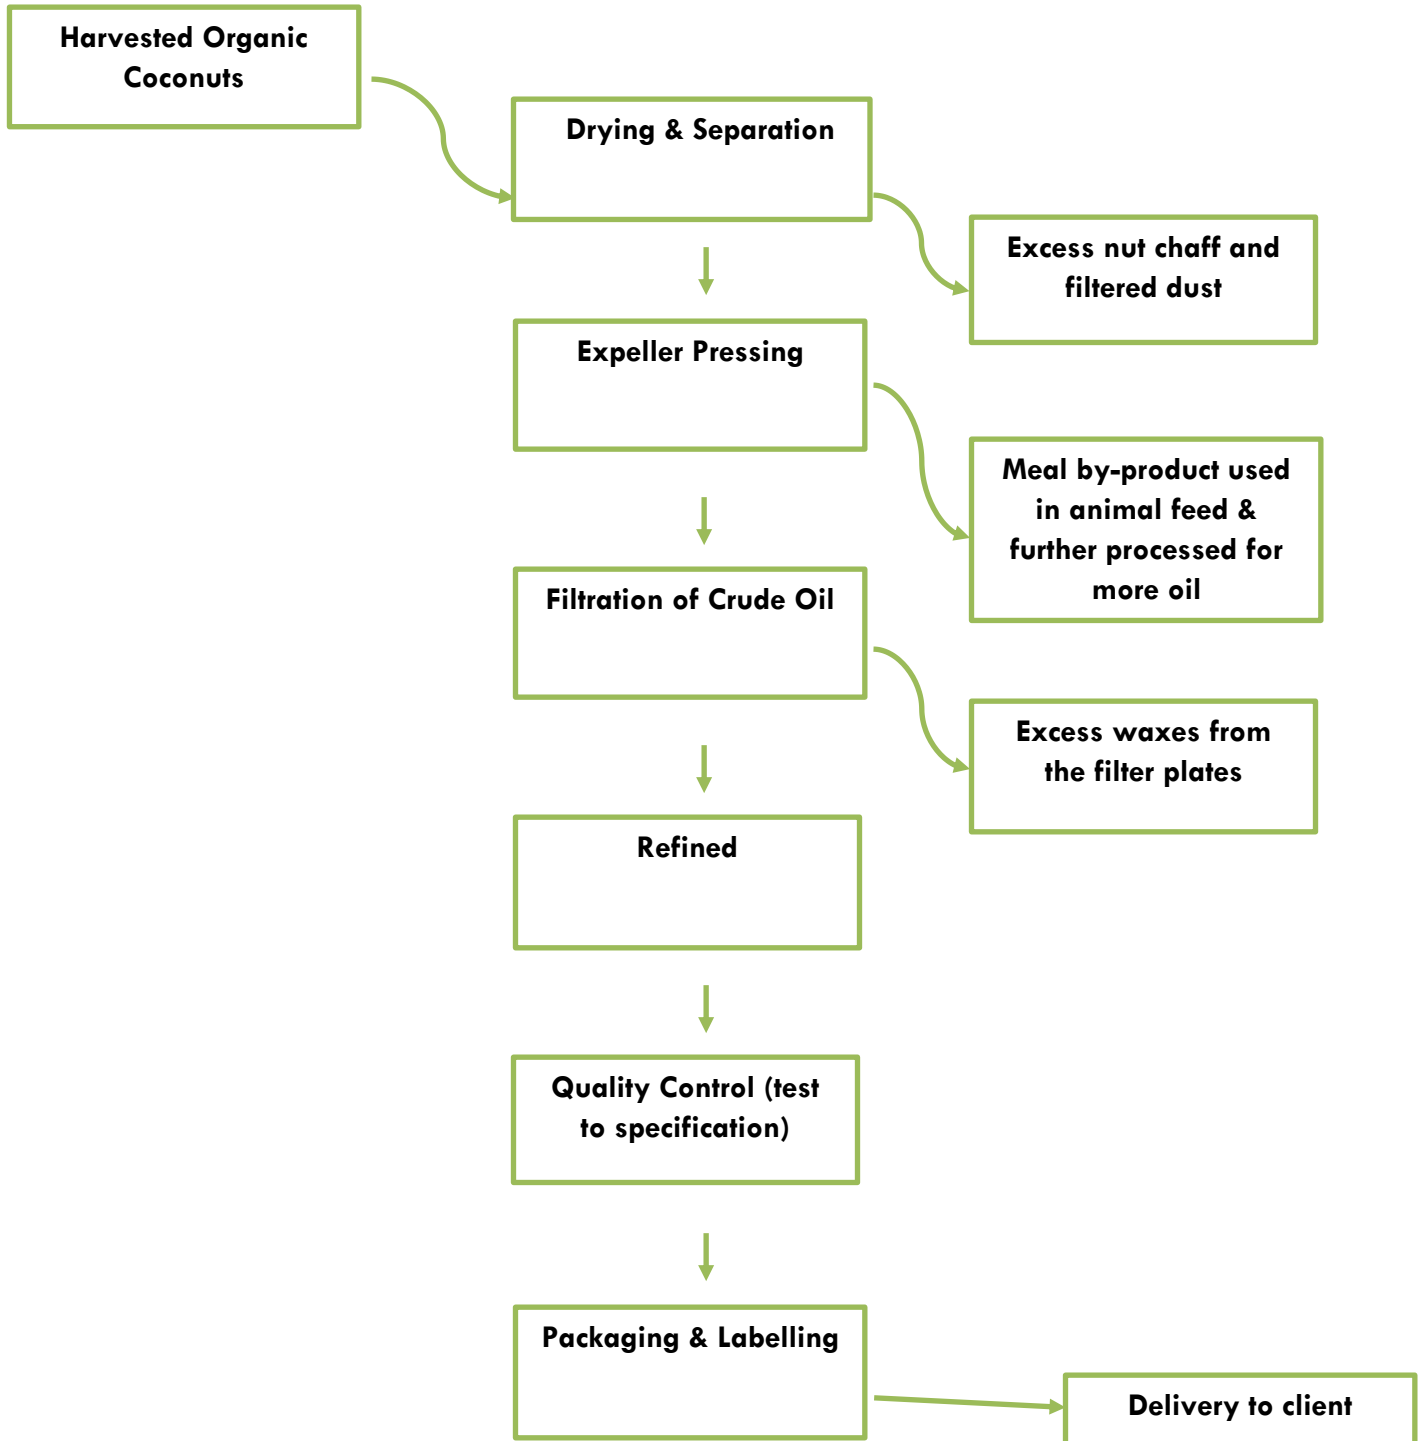 Harvested Organic
Coconuts
Drying & Separation
Excess nut chaff and
filtered dust
Expeller Pressing
Meal by-product used
in animal feed &
further processed for
more oil
Filtration of Crude Oil
Excess waxes from
the filter plates
Refined
Quality Control (test
to specification)
Packaging & Labelling
Delivery to client